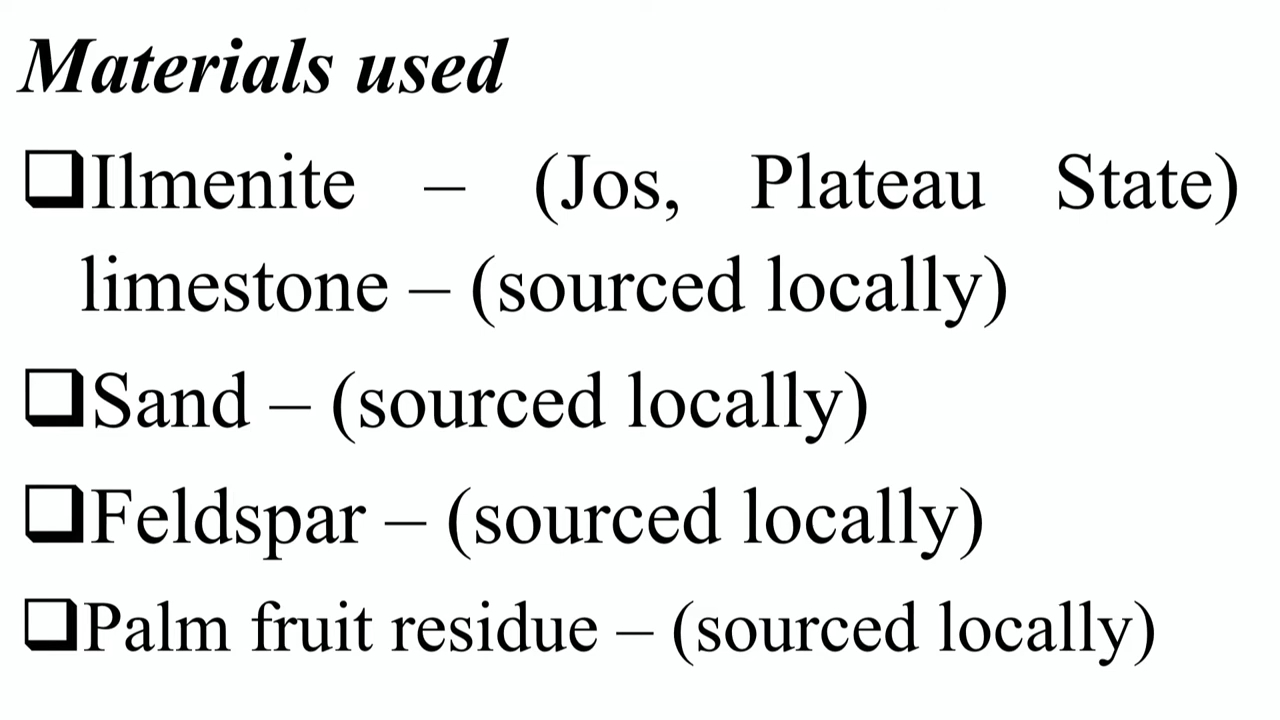 Materials used
❑Ilmenite – (Jos, Plateau State)
limestone – (sourced locally)
❑Sand – (sourced locally)
❑Feldspar – (sourced locally)
❑Palm fruit residue – (sourced locally)